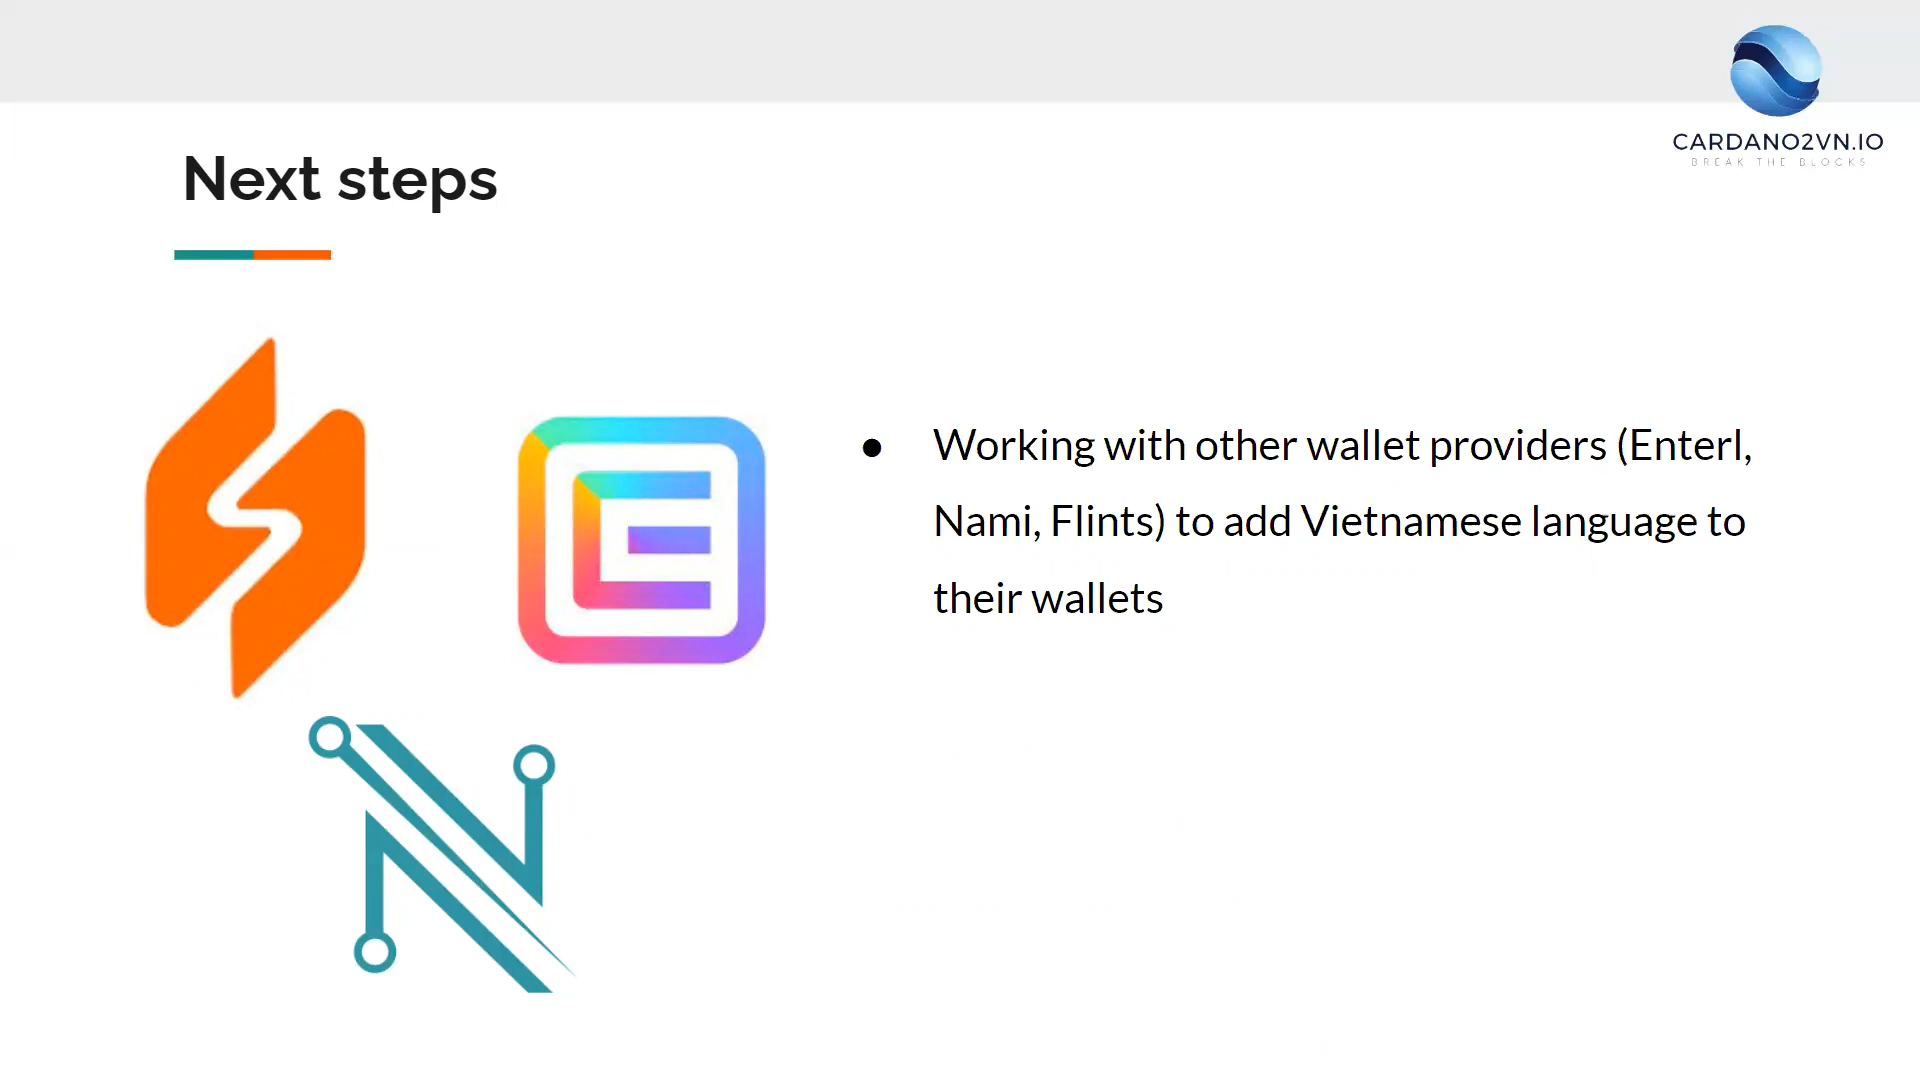 CARDANO2VN.IO
BREAK THE BLOCKS
Next steps
● Working with other wallet providers (Enterl,
Nami, Flints) to add Vietnamese language to
their wallets